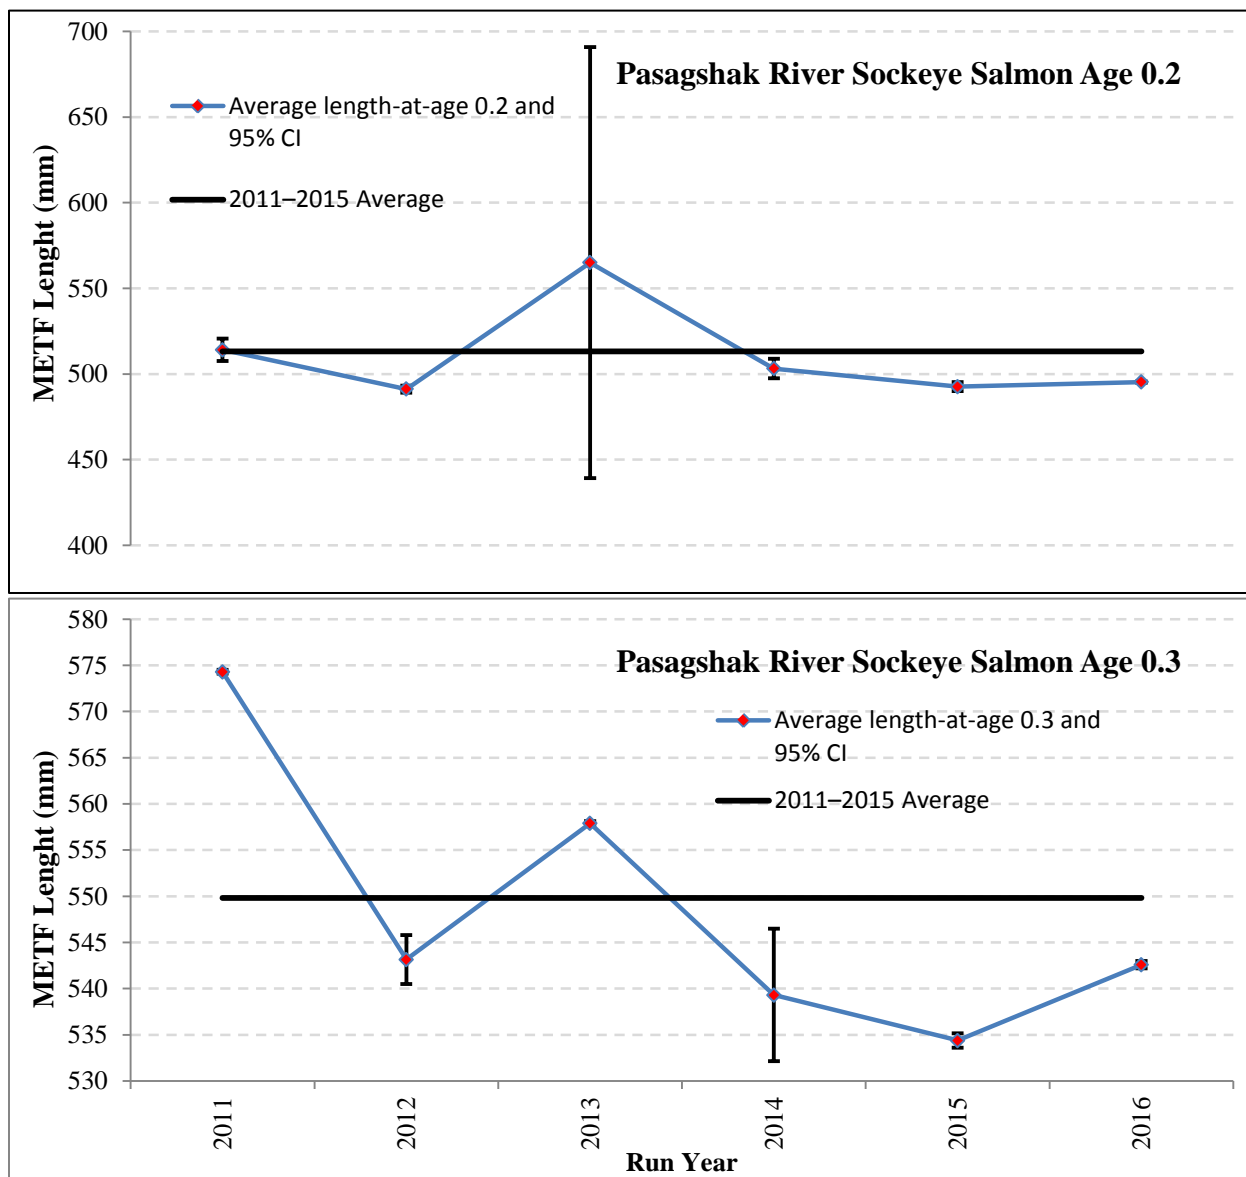 Pasagshak River Sockeye Salmon Age 0.2
Average length-at-age 0.2 and
95% CI
2011–2015 Average
METF Lenght (mm)
700
650
600
550
500
450
400
Pasagshak River Sockeye Salmon Age 0.3
Average length-at-age 0.3 and
95% CI
2011–2015 Average
METF Lenght (mm)
580
575
570
565
560
555
550
545
540
535
530
2011
2012
2013
2014
2015
2016
Run Year